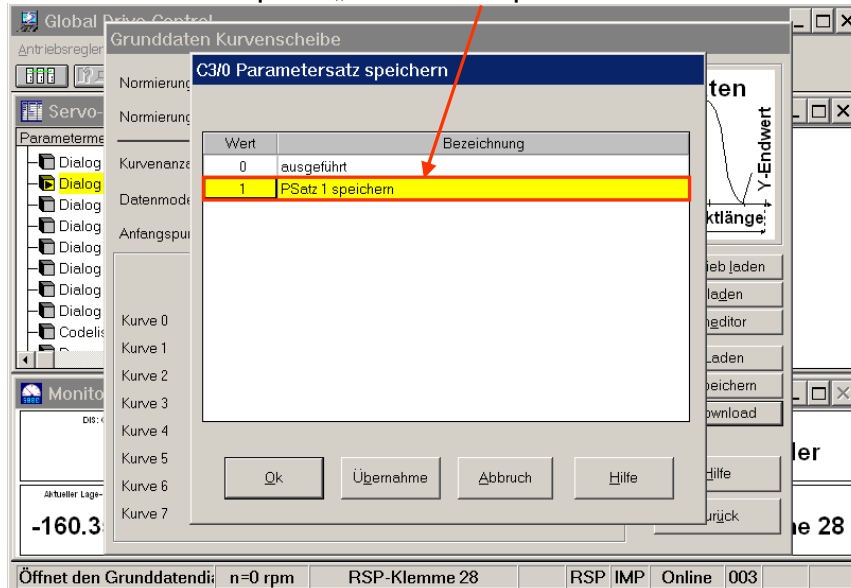 Global Drive Control
Grunddaten Kurvenscheibe
Antriebsregler
C3/0 Parametersatz speichern
Normierung
ten
Servo-
Normierung
Y-Endwert
Parameterme
Wert Bezeichnung
Dialog
Kurvenanza
0 ausgeführt
Dialog
1 PSatz 1 speichern
Dialog
Datenmode
Dialog
Anfangspun
ktlänge
Dialog
Dialog
ieb laden
Dialog
laden
Dialog
Kurve 0
editor
Codelis
Kurve 1
Laden
Kurve 2
peichern
Monito
Kurve 3
ownload
DIS:
Kurve 4
ler
Kurve 5
Ok Übernahme Abbruch Hilfe
Hilfe
Aktueller Lage-
Kurve 6
Kurve 7
urück
-160.3
e 28
Öffnet den Grunddatendi n=0 rpm RSP-Klemme 28 RSP IMP Online 003